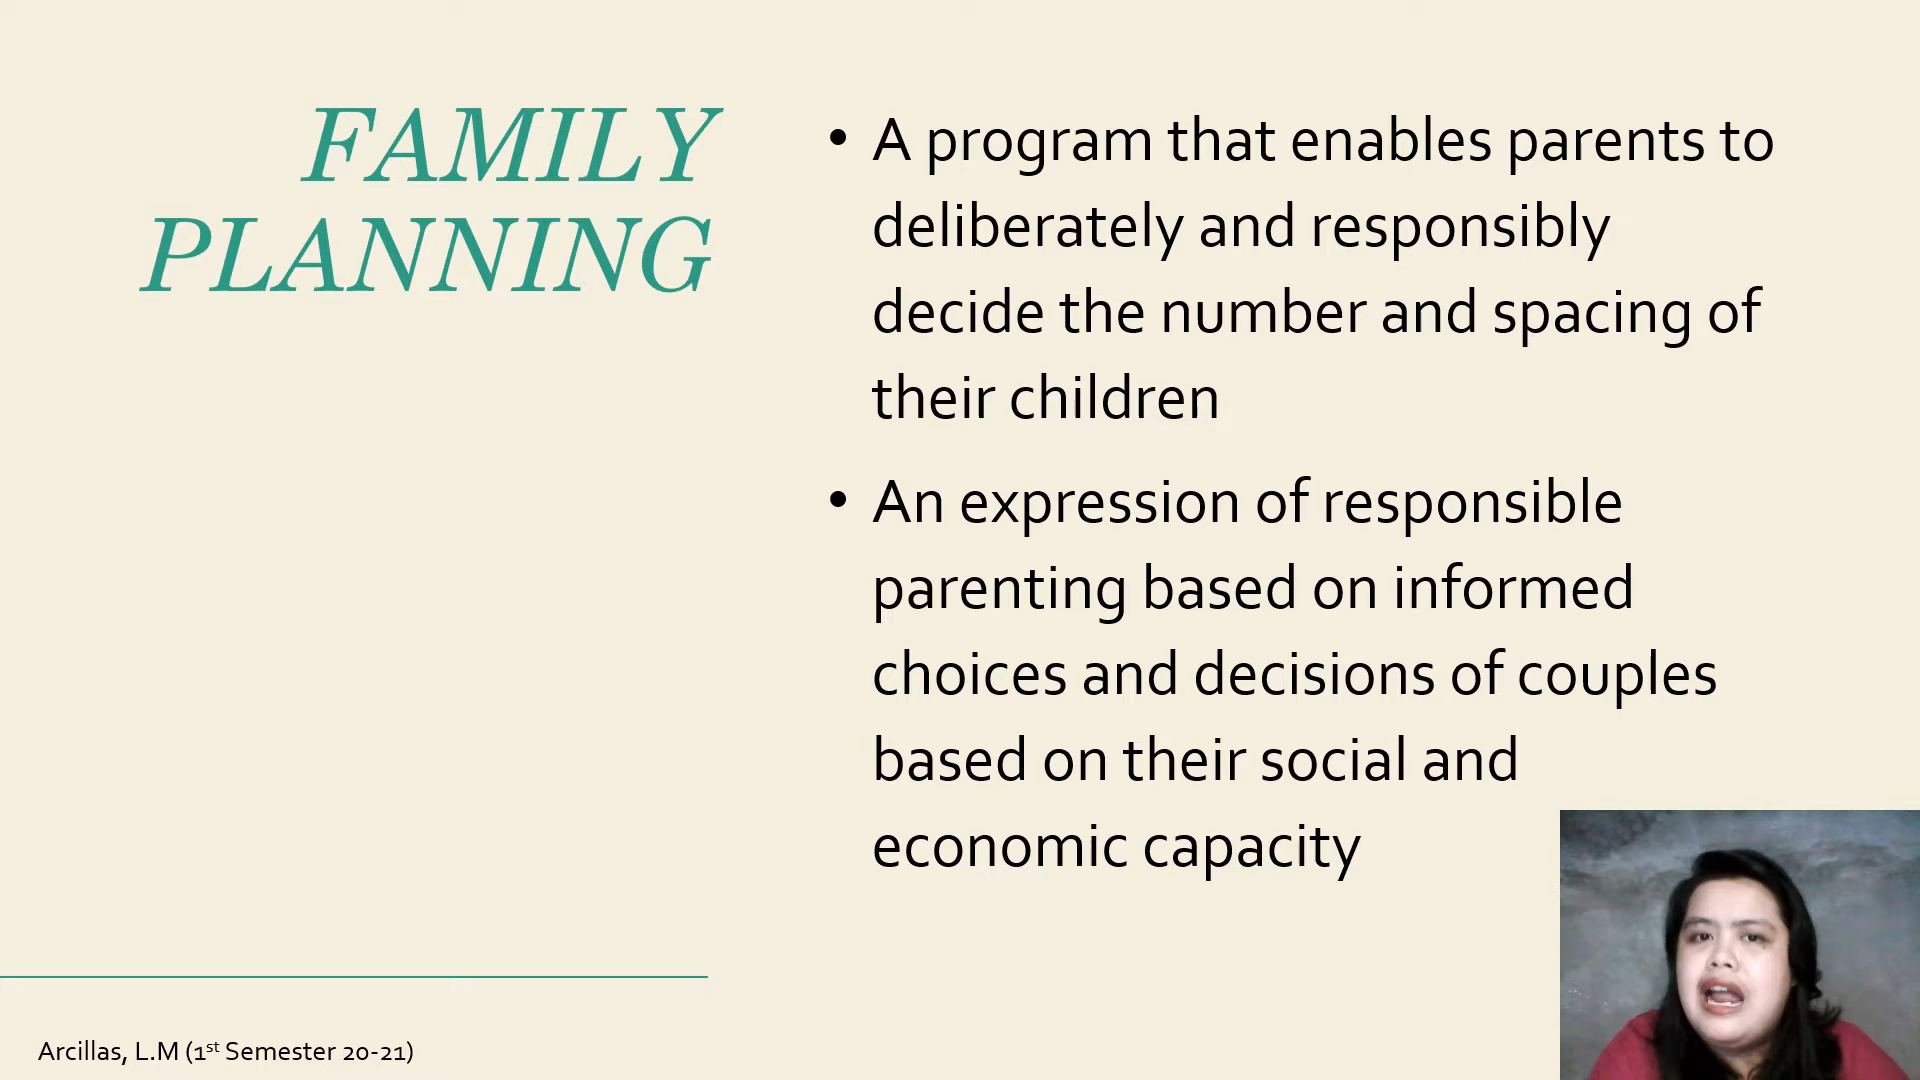 FAMILY
PLANNING
• A program that enables parents to
deliberately and responsibly
decide the number and spacing of
their children
• An expression of responsible
parenting based on informed
choices and decisions of couples
based on their social and
economic capacity
Arcillas, L.M (1st Semester 20-21)